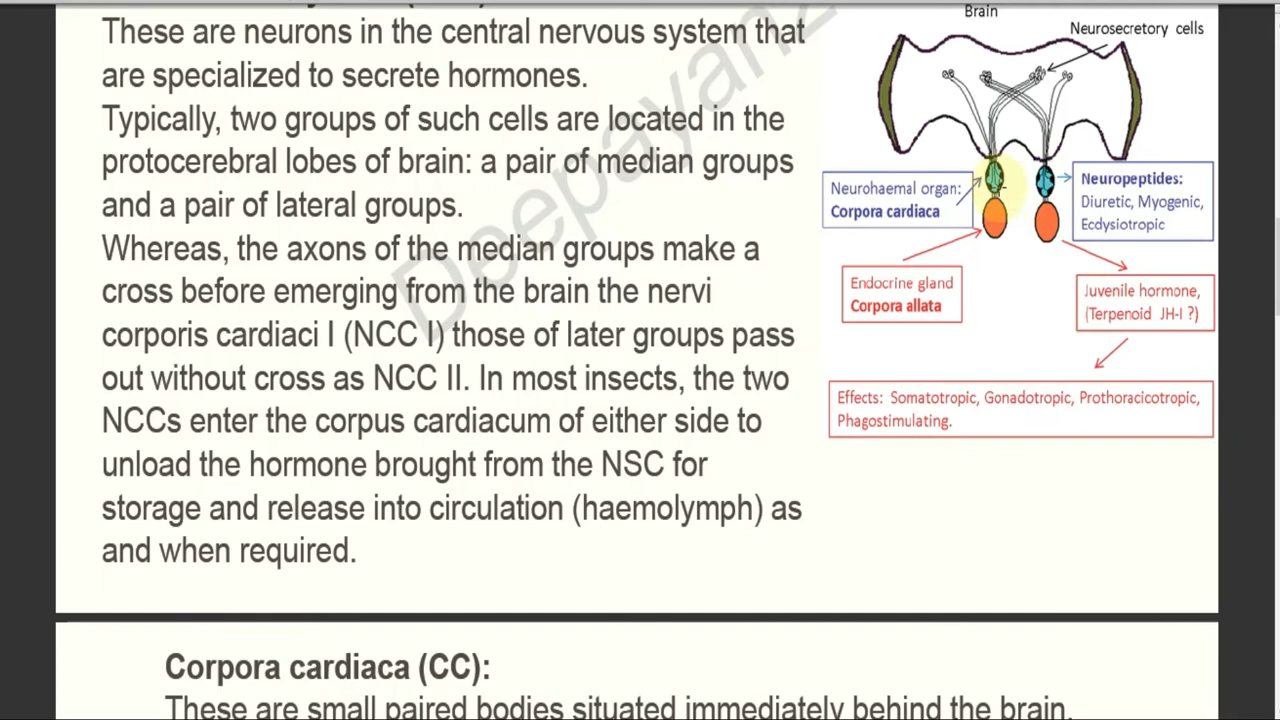 These are neurons in the central nervous system that
are specialized to secrete hormones.
Typically, two groups of such cells are located in the
protocerebral lobes of brain: a pair of median groups
and a pair of lateral groups.
Whereas, the axons of the median groups make a
cross before emerging from the brain the nervi
corporis cardiaci I (NCC I) those of later groups pass
out without cross as NCC II. In most insects, the two
NCCs enter the corpus cardiacum of either side to
unload the hormone brought from the NSC for
storage and release into circulation (haemolymph) as
and when required.
Brain
Neurosecretory cells
Neurohaemal organ:
Corpora cardiaca
Neuropeptides:
Diuretic, Myogenic,
Ecdysiotropic
Endocrine gland
Corpora allata
Juvenile hormone,
(Terpenoid JH-I ?)
Effects: Somatotropic, Gonadotropic, Prothoracicotropic,
Phagostimulating.
Corpora cardiaca (CC):
These are small paired bodies situated immediately behind the brain.